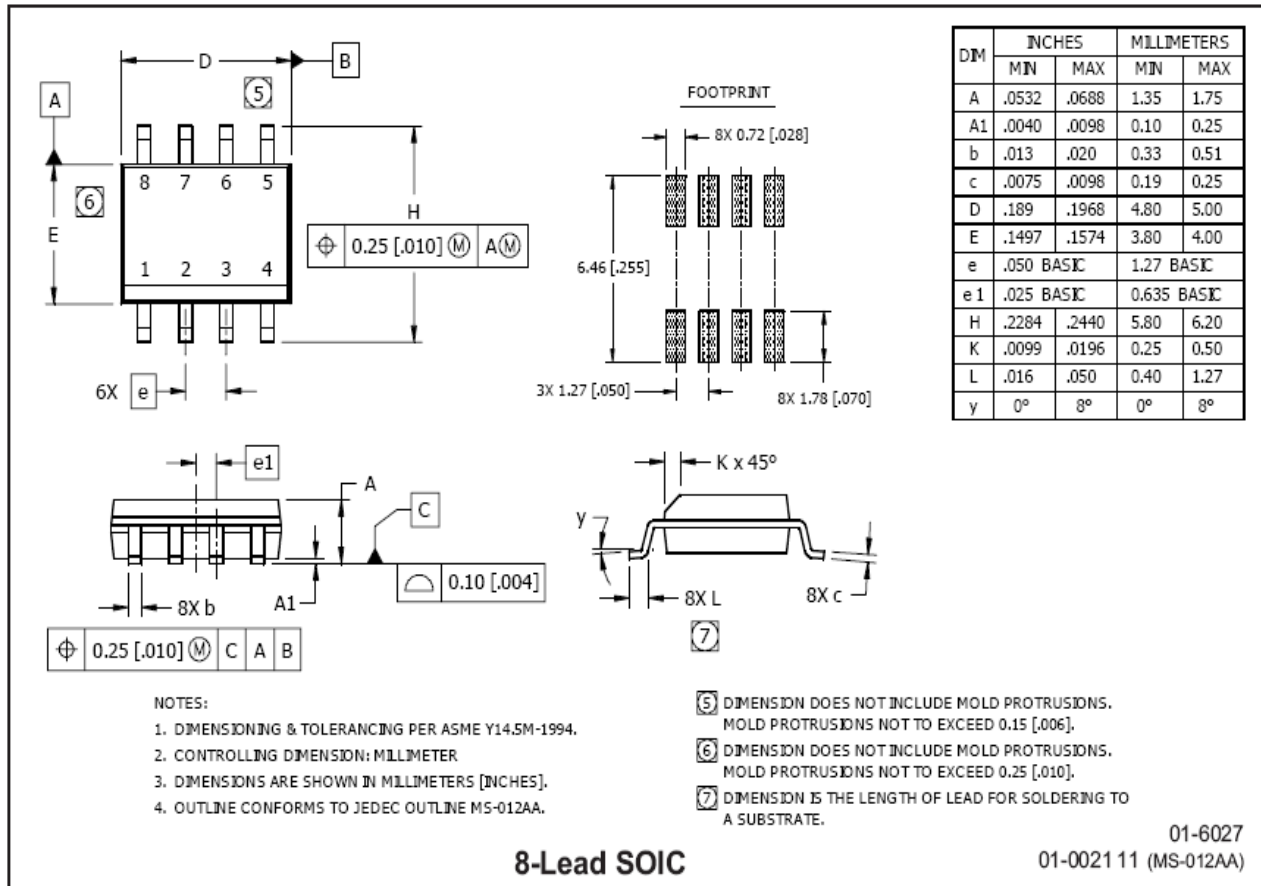 D
B
5
A
8 7 6 5
6
E
H
⌖ 0.25 [.010] Ⓜ A Ⓜ
1 2 3 4
6X e
FOOTPRINT
8X 0.72 [.028]
6.46 [.255]
3X 1.27 [.050]
8X 1.78 [.070]
DIM INCHES MILLIMETERS
MIN MAX MIN MAX
A .0532 .0688 1.35 1.75
A1 .0040 .0098 0.10 0.25
b .013 .020 0.33 0.51
c .0075 .0098 0.19 0.25
D .189 .1968 4.80 5.00
E .1497 .1574 3.80 4.00
e .050 BASIC 1.27 BASIC
e 1 .025 BASIC 0.635 BASIC
H .2284 .2440 5.80 6.20
K .0099 .0196 0.25 0.50
L .016 .050 0.40 1.27
y 0° 8° 0° 8°
e1
A
C
⌓ 0.10 [.004]
8X b
A1
⌖ 0.25 [.010] Ⓜ C A B
K x 45º
y
8X L
7
8X c
NOTES:
1. DIMENSIONING & TOLERANCING PER ASME Y14.5M-1994.
2. CONTROLLING DIMENSION: MILLIMETER
3. DIMENSIONS ARE SHOWN IN MILLIMETERS [INCHES].
4. OUTLINE CONFORMS TO JEDEC OUTLINE MS-012AA.
5 DIMENSION DOES NOT INCLUDE MOLD PROTRUSIONS.
MOLD PROTRUSIONS NOT TO EXCEED 0.15 [.006].
6 DIMENSION DOES NOT INCLUDE MOLD PROTRUSIONS.
MOLD PROTRUSIONS NOT TO EXCEED 0.25 [.010].
7 DIMENSION IS THE LENGTH OF LEAD FOR SOLDERING TO
A SUBSTRATE.
8-Lead SOIC
01-6027
01-0021 11 (MS-012AA)